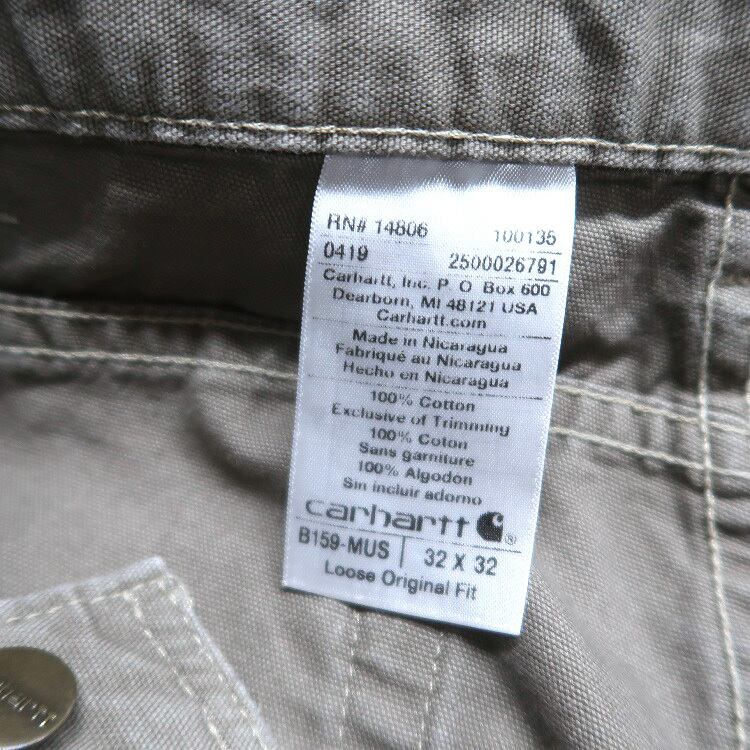 RN# 14806 100135
0419 2500026791
Carhartt, Inc. P. O. Box 600
Dearborn, MI 48121 USA
Carhartt.com
Made in Nicaragua
Fabriqué au Nicaragua
Hecho en Nicaragua
100% Cotton
Exclusive of Trimming
100% Coton
Sans garniture
100% Algodon
Sin incluir adorno
carhartt ®
B159-MUS 32 X 32
Loose Original Fit